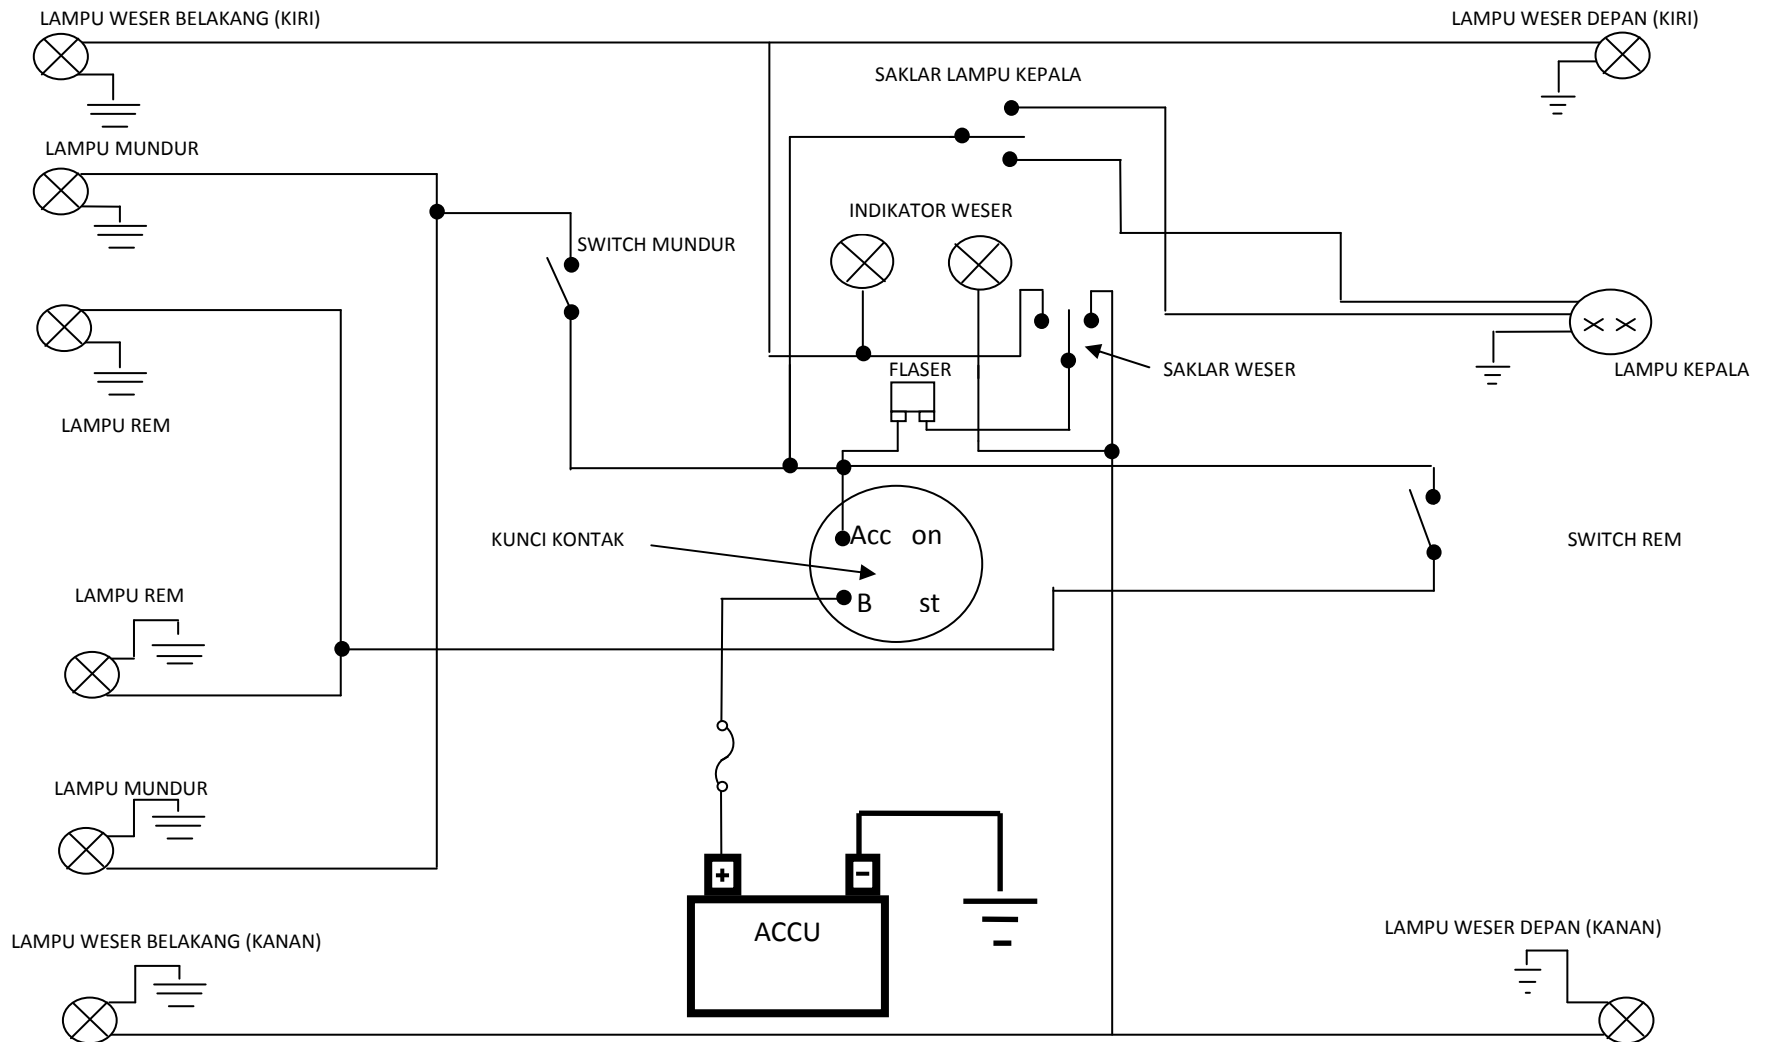 LAMPU WESER BELAKANG (KIRI)
LAMPU WESER DEPAN (KIRI)
SAKLAR LAMPU KEPALA
LAMPU MUNDUR
INDIKATOR WESER
SWITCH MUNDUR
FLASER
SAKLAR WESER
LAMPU KEPALA
LAMPU REM
KUNCI KONTAK
Acc on
SWITCH REM
B st
LAMPU REM
LAMPU MUNDUR
+ −
ACCU
LAMPU WESER BELAKANG (KANAN)
LAMPU WESER DEPAN (KANAN)